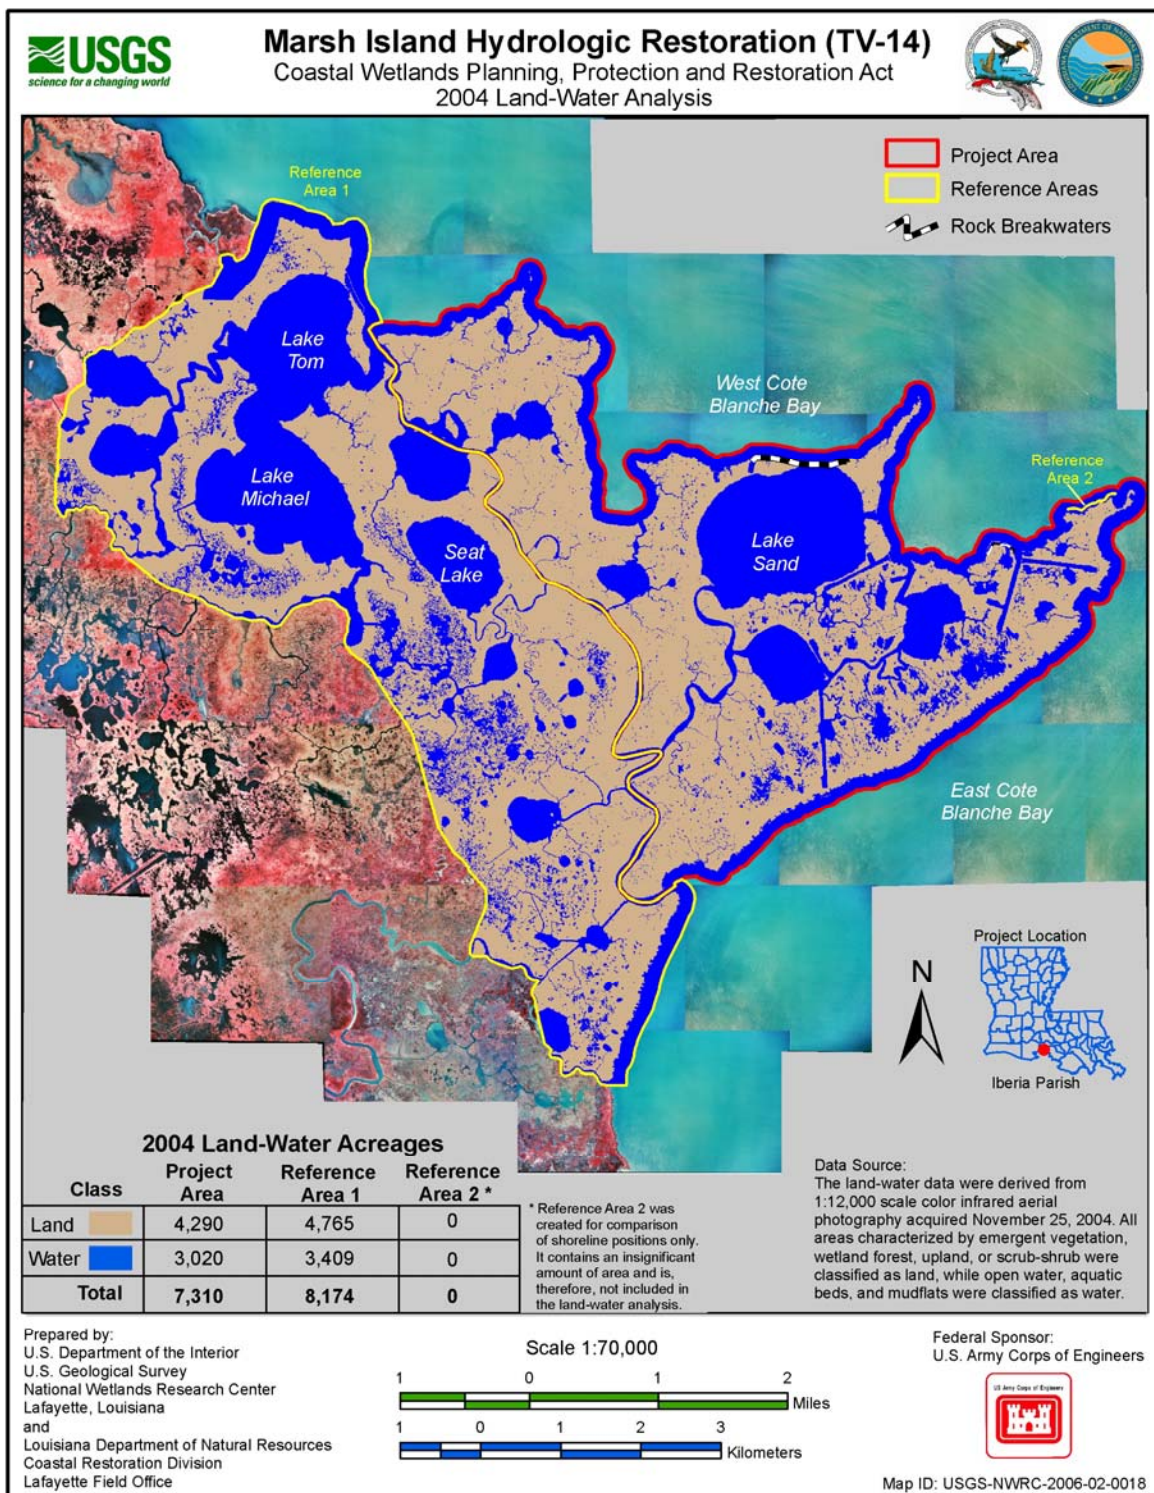 USGS
science for a changing world
Marsh Island Hydrologic Restoration (TV-14)
Coastal Wetlands Planning, Protection and Restoration Act
2004 Land-Water Analysis
Project Area
Reference Areas
Rock Breakwaters
Reference
Area 1
Lake
Tom
West Cote
Blanche Bay
Reference
Area 2
Lake
Michael
Seat
Lake
Lake
Sand
East Cote
Blanche Bay
N
Project Location
Iberia Parish
2004 Land-Water Acreages
Class Project Area Reference Area 1 Reference Area 2 *
Land 4,290 4,765 0
Water 3,020 3,409 0
Total 7,310 8,174 0
* Reference Area 2 was
created for comparison
of shoreline positions only.
It contains an insignificant
amount of area and is,
therefore, not included in
the land-water analysis.
Data Source:
The land-water data were derived from
1:12,000 scale color infrared aerial
photography acquired November 25, 2004. All
areas characterized by emergent vegetation,
wetland forest, upland, or scrub-shrub were
classified as land, while open water, aquatic
beds, and mudflats were classified as water.
Prepared by:
U.S. Department of the Interior
U.S. Geological Survey
National Wetlands Research Center
Lafayette, Louisiana
and
Louisiana Department of Natural Resources
Coastal Restoration Division
Lafayette Field Office
Scale 1:70,000
1 0 1 2
Miles
1 0 1 2 3
Kilometers
Federal Sponsor:
U.S. Army Corps of Engineers
US Army Corps of Engineers
Map ID: USGS-NWRC-2006-02-0018